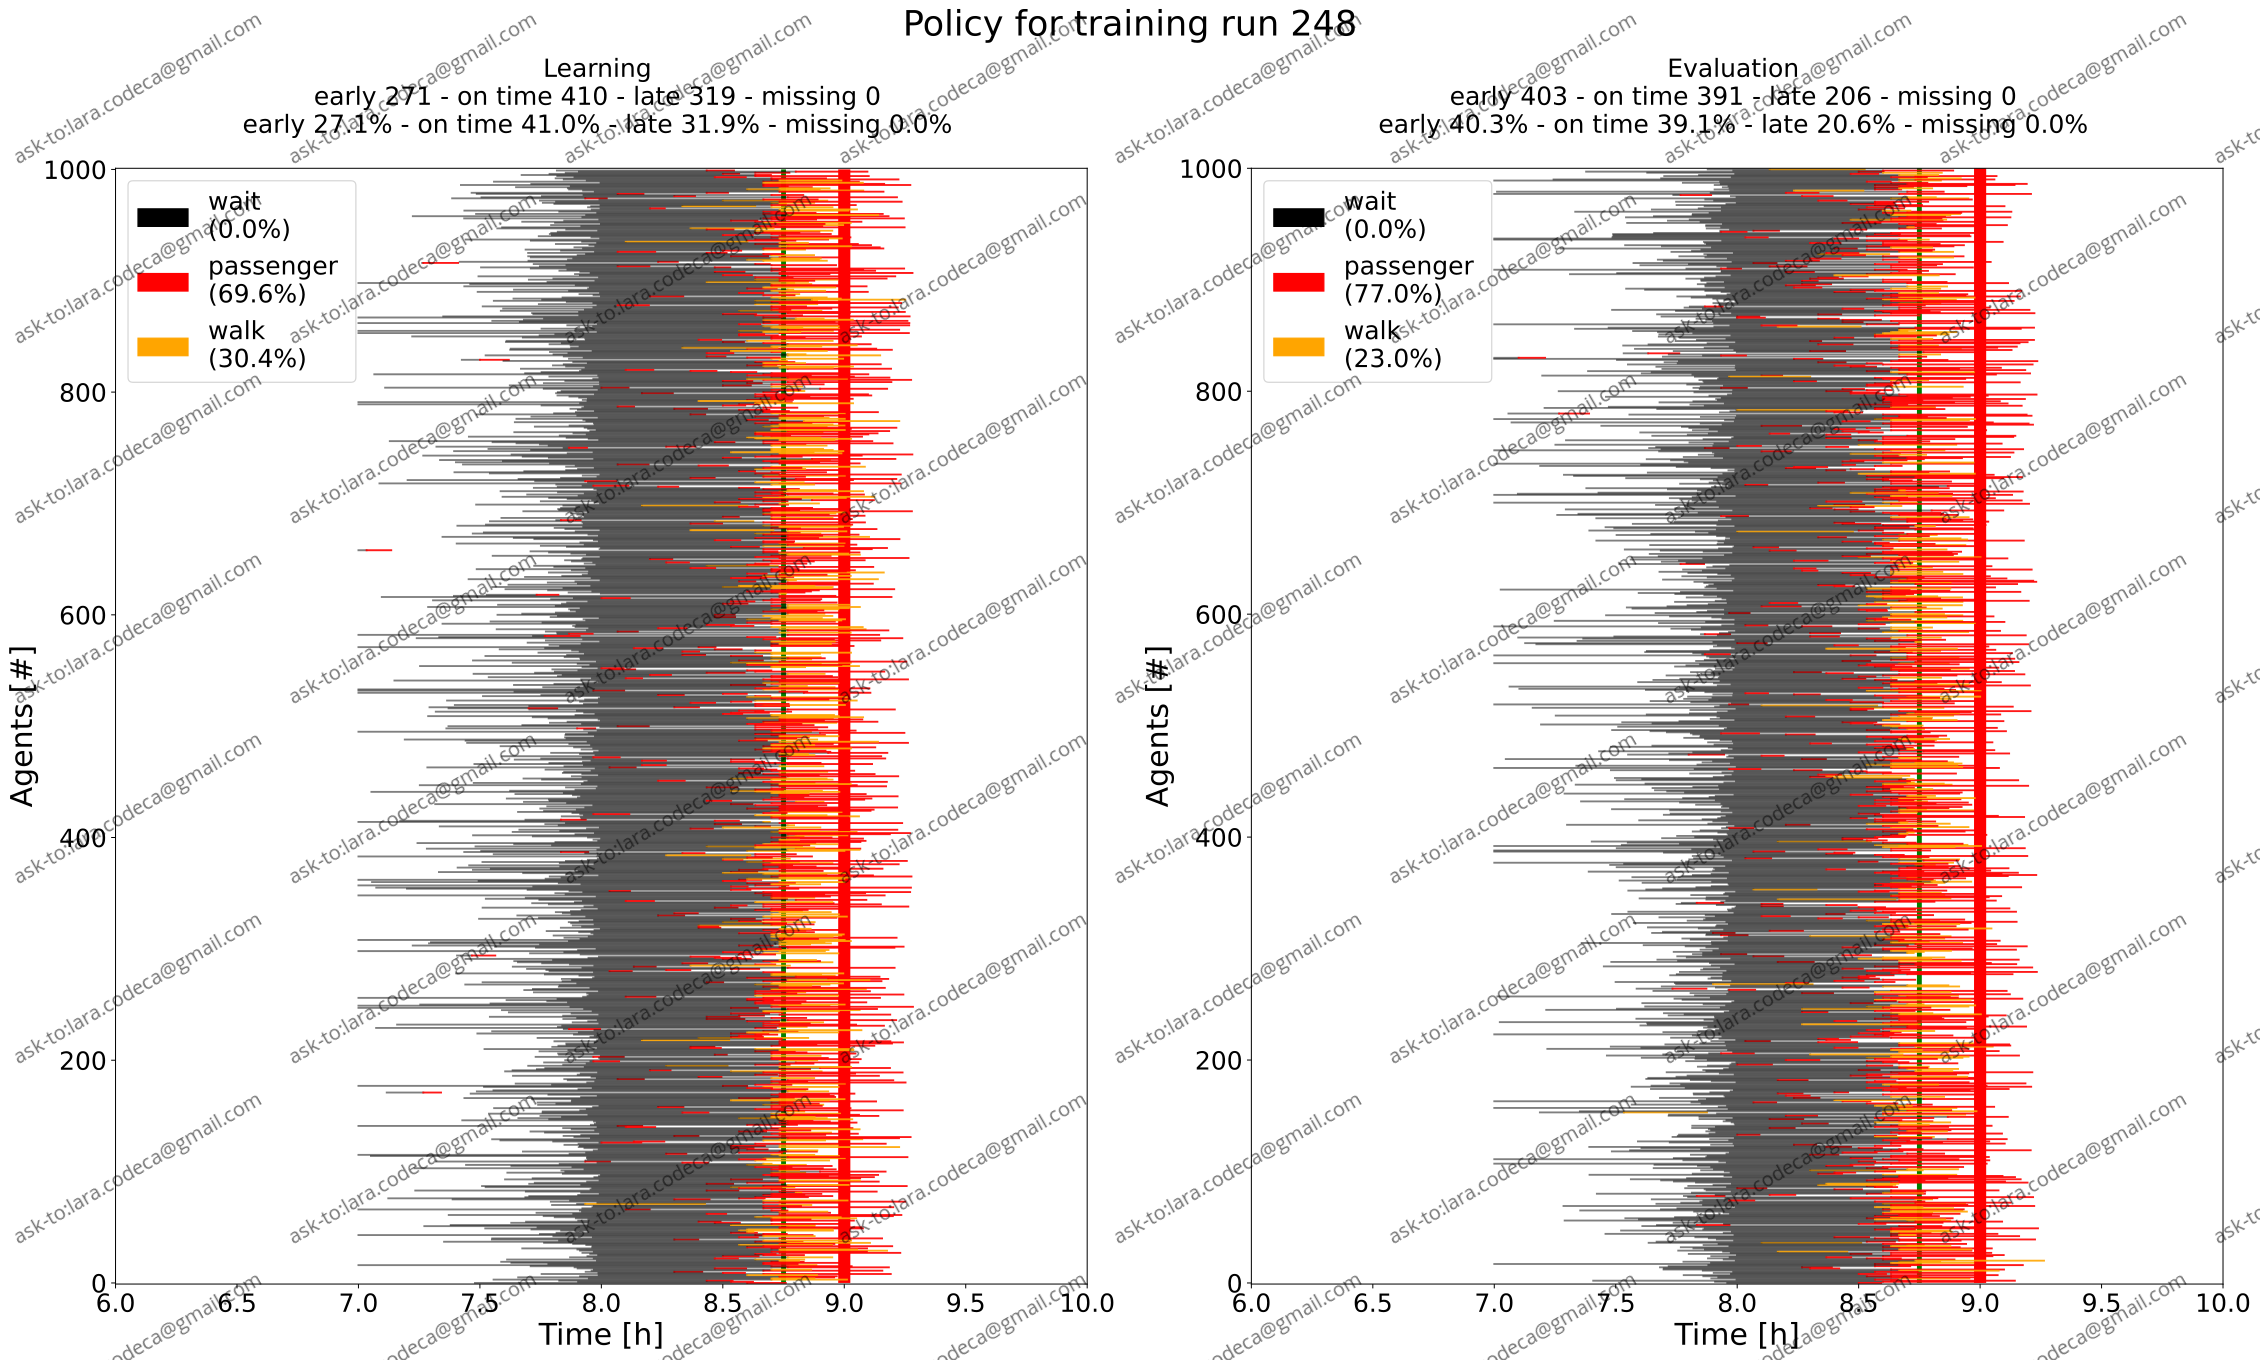 Policy for training run 248
Learning
early 271 - on time 410 - late 319 - missing 0
early 27.1% - on time 41.0% - late 31.9% - missing 0.0%
1000
800
600
400
200
0
Agents [#]
wait
(0.0%)
passenger
(69.6%)
walk
(30.4%)
6.0 6.5 7.0 7.5 8.0 8.5 9.0 9.5 10.0
Time [h]
Evaluation
early 403 - on time 391 - late 206 - missing 0
early 40.3% - on time 39.1% - late 20.6% - missing 0.0%
1000
800
600
400
200
0
Agents [#]
wait
(0.0%)
passenger
(77.0%)
walk
(23.0%)
6.0 6.5 7.0 7.5 8.0 8.5 9.0 9.5 10.0
Time [h]
ask-to:lara.codeca@gmail.com